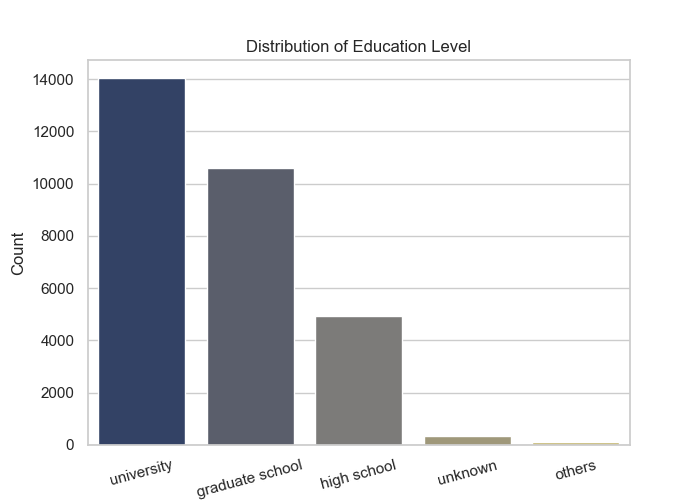 Distribution of Education Level
14000
12000
10000
8000
6000
4000
2000
0
Count
university
graduate school
high school
unknown
others